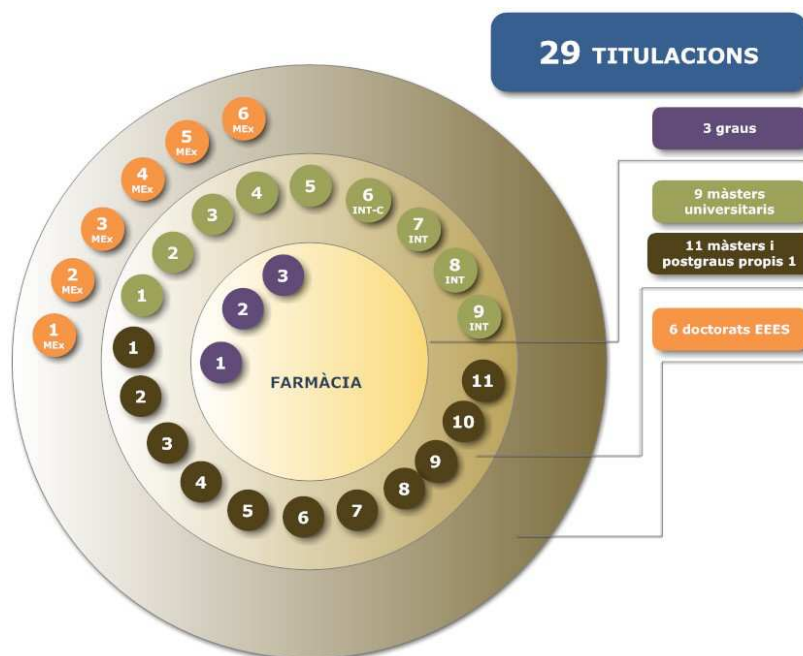 29 TITULACIONS
3 graus
9 màsters
universitaris
11 màsters i
postgraus propis 1
6 doctorats EEES
6
MEx
5
MEx
4
MEx
3
MEx
2
MEx
1
MEx
1
2
3
4
5
6
INT-C
7
INT
8
INT
9
INT
3
2
1
FARMÀCIA
1
2
3
4
5
6
7
8
9
10
11